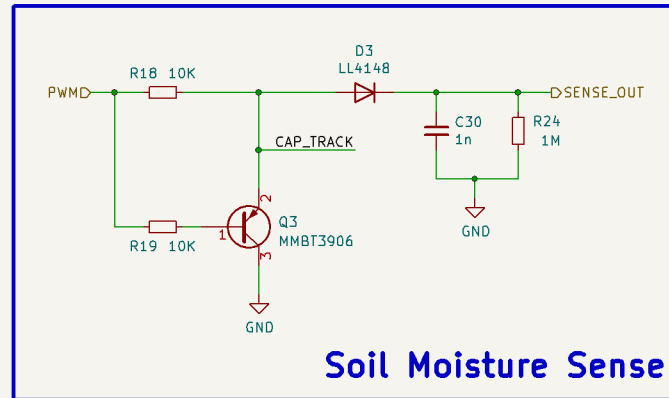 D3
LL4148
R18 10K
PWM
SENSE_OUT
C30
1n
R24
1M
CAP_TRACK
2
Q3
MMBT3906
1
R19 10K
3
GND
GND
Soil Moisture Sense